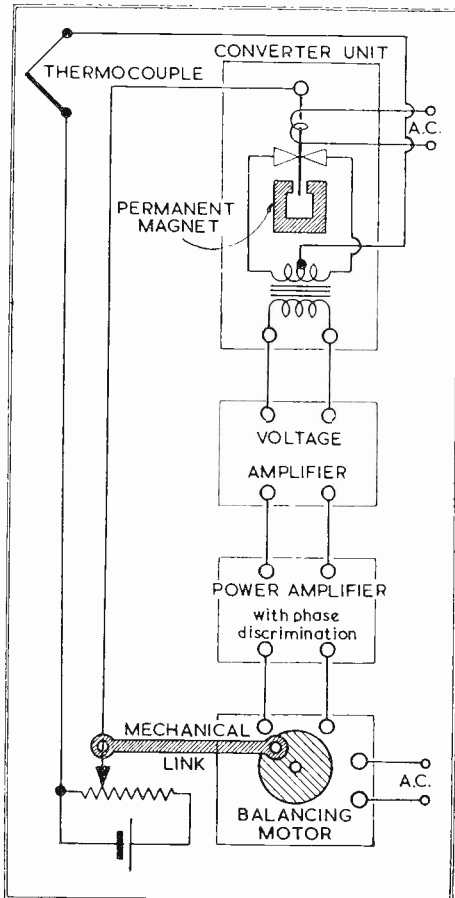 CONVERTER UNIT
THERMOCOUPLE
A.C.
PERMANENT
MAGNET
VOLTAGE
AMPLIFIER
POWER AMPLIFIER
with phase
discrimination
MECHANICAL
LINK
A.C.
BALANCING
MOTOR